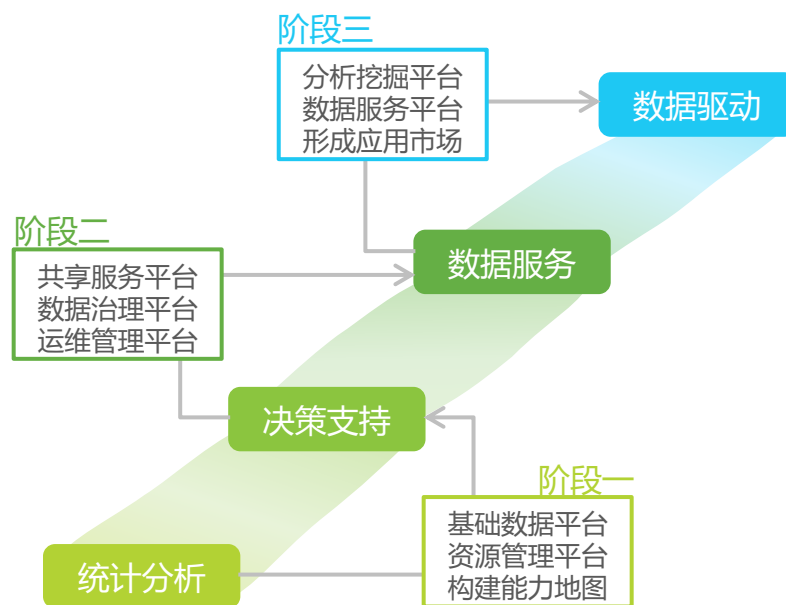 阶段三
分析挖掘平台
数据服务平台
形成应用市场
数据驱动
阶段二
共享服务平台
数据治理平台
运维管理平台
数据服务
决策支持
阶段一
基础数据平台
资源管理平台
构建能力地图
统计分析